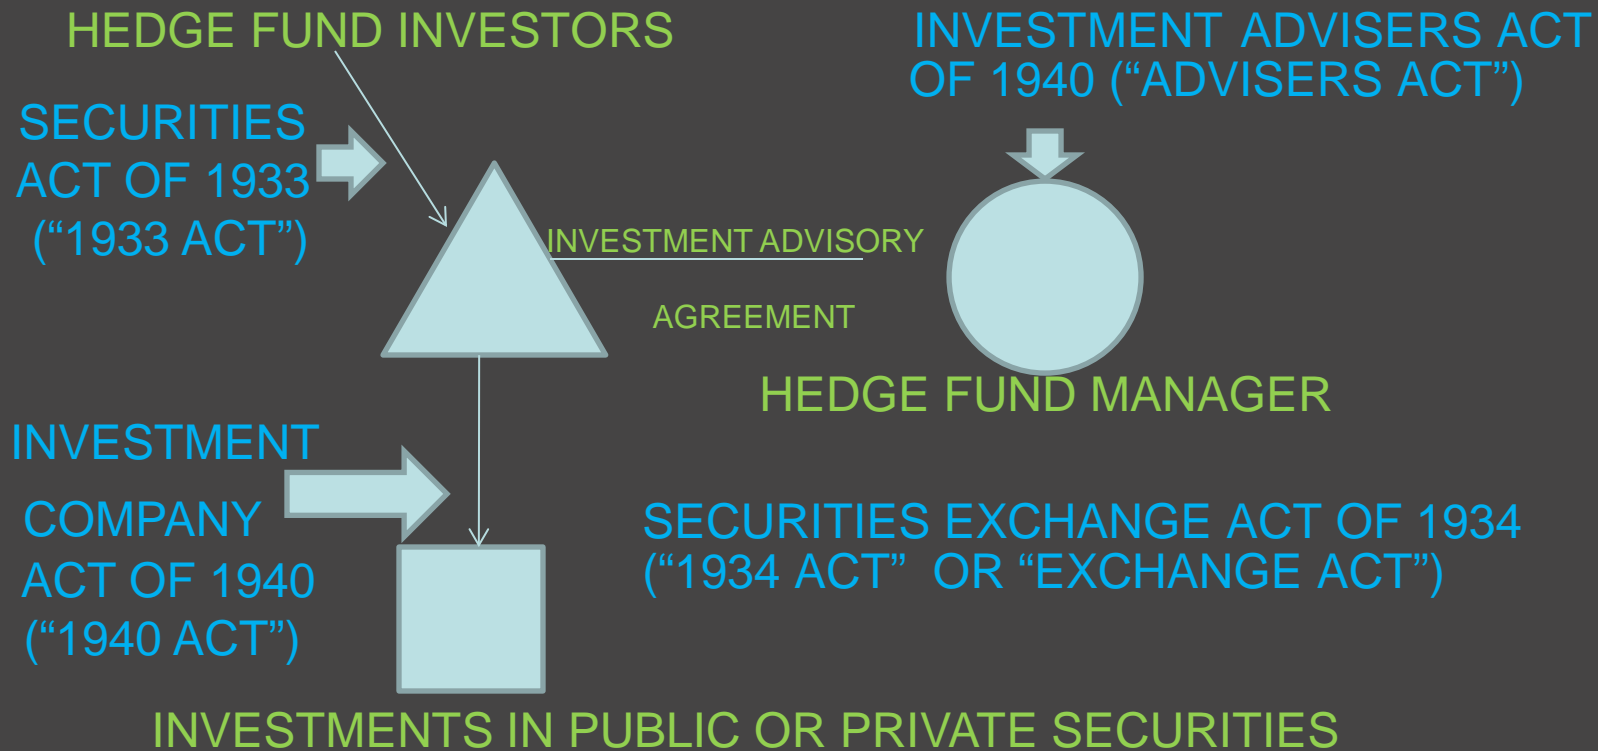 HEDGE FUND INVESTORS
INVESTMENT ADVISERS ACT
OF 1940 (“ADVISERS ACT”)
SECURITIES
ACT OF 1933
(“1933 ACT”)
INVESTMENT ADVISORY
AGREEMENT
HEDGE FUND MANAGER
INVESTMENT
COMPANY
ACT OF 1940
(“1940 ACT”)
SECURITIES EXCHANGE ACT OF 1934
(“1934 ACT” OR “EXCHANGE ACT”)
INVESTMENTS IN PUBLIC OR PRIVATE SECURITIES